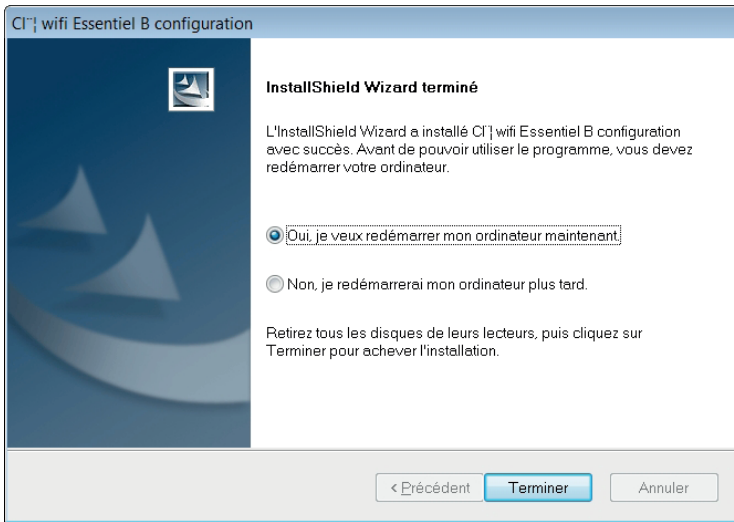 Cl¨¦ wifi Essentiel B configuration
InstallShield Wizard terminé
L'InstallShield Wizard a installé Cl¨¦ wifi Essentiel B configuration
avec succès. Avant de pouvoir utiliser le programme, vous devez
redémarrer votre ordinateur.
Oui, je veux redémarrer mon ordinateur maintenant.
Non, je redémarrerai mon ordinateur plus tard.
Retirez tous les disques de leurs lecteurs, puis cliquez sur
Terminer pour achever l'installation.
< Précédent
Terminer
Annuler